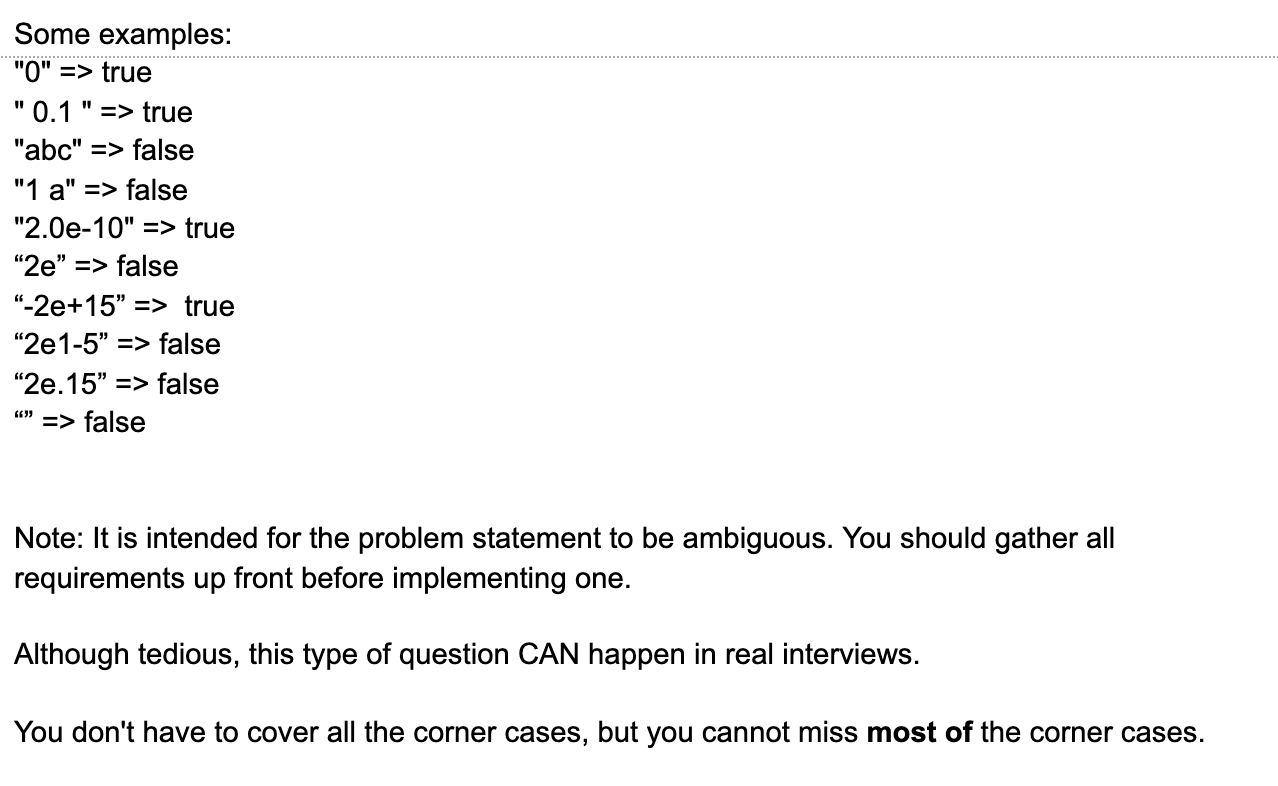 Some examples:
"0" => true
" 0.1 " => true
"abc" => false
"1 a" => false
"2.0e-10" => true
“2e” => false
“-2e+15” =>  true
“2e1-5” => false
“2e.15” => false
“” => false
Note: It is intended for the problem statement to be ambiguous. You should gather all
requirements up front before implementing one.
Although tedious, this type of question CAN happen in real interviews.
You don't have to cover all the corner cases, but you cannot miss most of the corner cases.